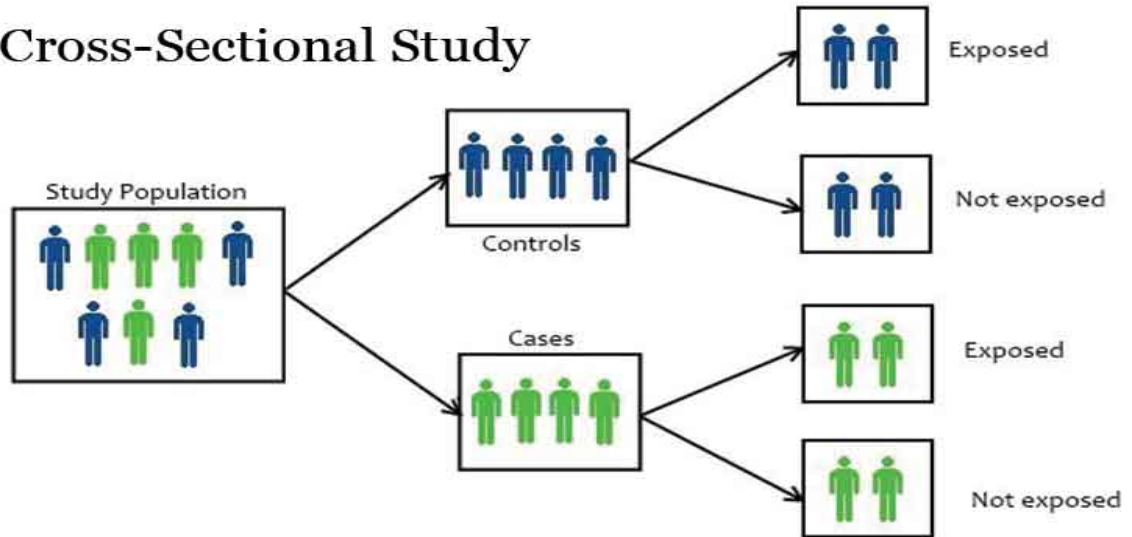 Cross-Sectional Study
Study Population
Controls
Cases
Exposed
Not exposed
Exposed
Not exposed